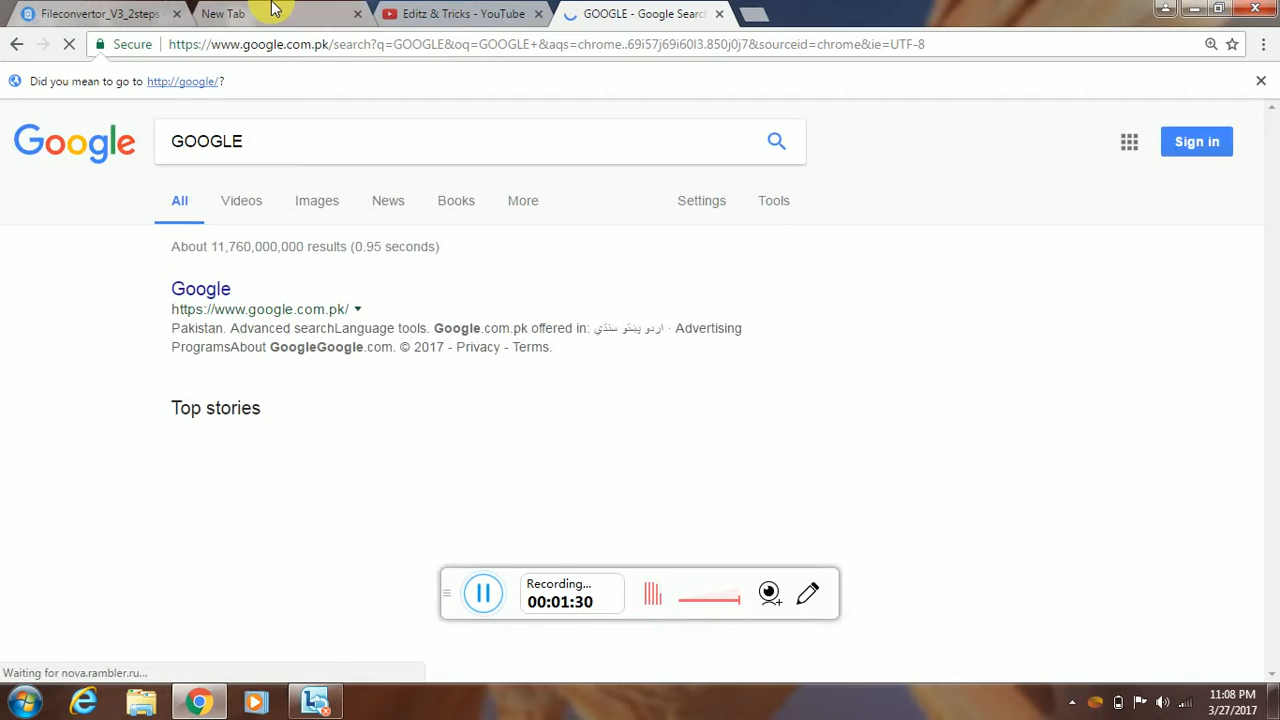 Fileconvertor_V3_2steps
New Tab
Editz & Tricks - YouTube
GOOGLE - Google Searc
Secure
https://www.google.com.pk/search?q=GOOGLE&oq=GOOGLE+&aqs=chrome..69i57j69i60l3.850j0j7&sourceid=chrome&ie=UTF-8
Did you mean to go to http://google/?
Google
GOOGLE
Sign in
All
Videos
Images
News
Books
More
Settings
Tools
About 11,760,000,000 results (0.95 seconds)
Google
https://www.google.com.pk/
Pakistan. Advanced searchLanguage tools. Google.com.pk offered in: اردو پښتو سنڌي · Advertising
ProgramsAbout GoogleGoogle.com. © 2017 - Privacy - Terms.
Top stories
Recording...
00:01:30
Waiting for nova.rambler.ru...
11:08 PM
3/27/2017